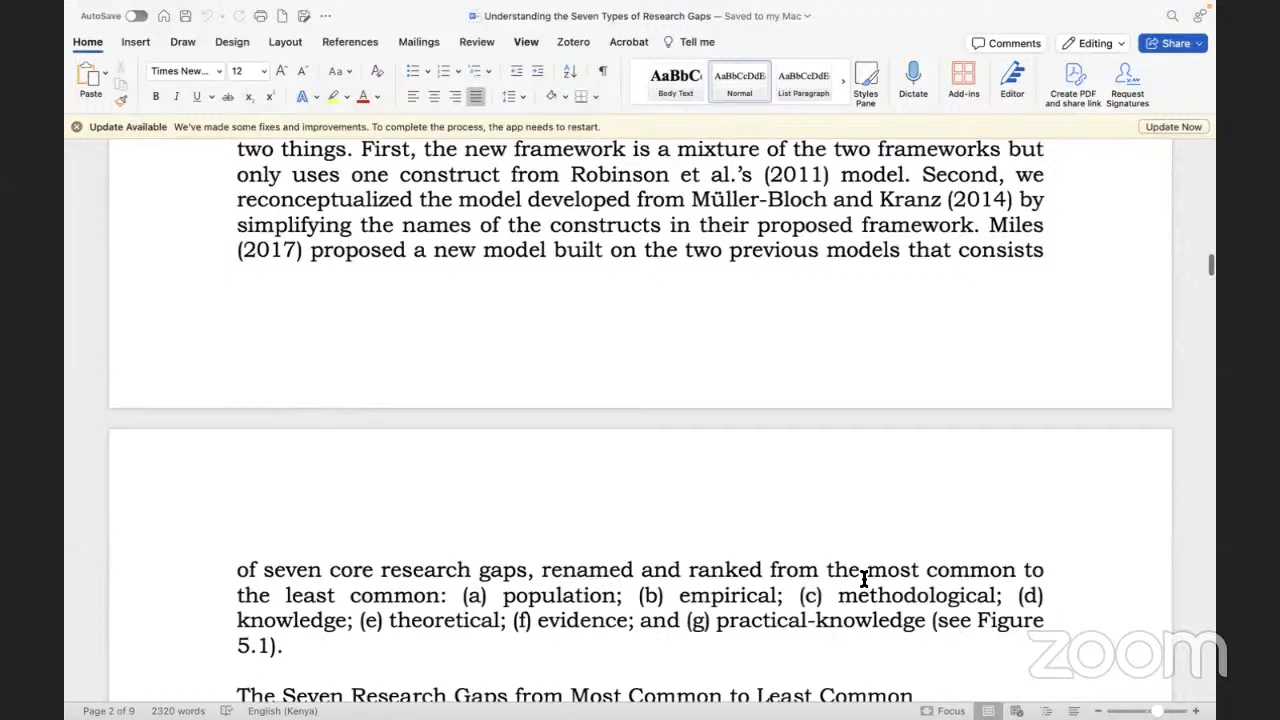 AutoSave
Understanding the Seven Types of Research Gaps — Saved to my Mac
Home Insert Draw Design Layout References Mailings Review View Zotero Acrobat Tell me
Comments Editing Share
Paste
Times New... 12 Aa
B I U ab x x A A
AaBbC AaBbCcDdE AaBbCcDdE
Body Text Normal List Paragraph
Styles Pane
Dictate
Add-ins
Editor
Create PDF and share link
Request Signatures
Update Available We've made some fixes and improvements. To complete the process, the app needs to restart. Update Now
two things. First, the new framework is a mixture of the two frameworks but
only uses one construct from Robinson et al.'s (2011) model. Second, we
reconceptualized the model developed from Müller-Bloch and Kranz (2014) by
simplifying the names of the constructs in their proposed framework. Miles
(2017) proposed a new model built on the two previous models that consists
of seven core research gaps, renamed and ranked from the most common to
the least common: (a) population; (b) empirical; (c) methodological; (d)
knowledge; (e) theoretical; (f) evidence; and (g) practical-knowledge (see Figure
5.1).
The Seven Research Gaps from Most Common to Least Common
zoom
Page 2 of 9 2320 words English (Kenya) Focus